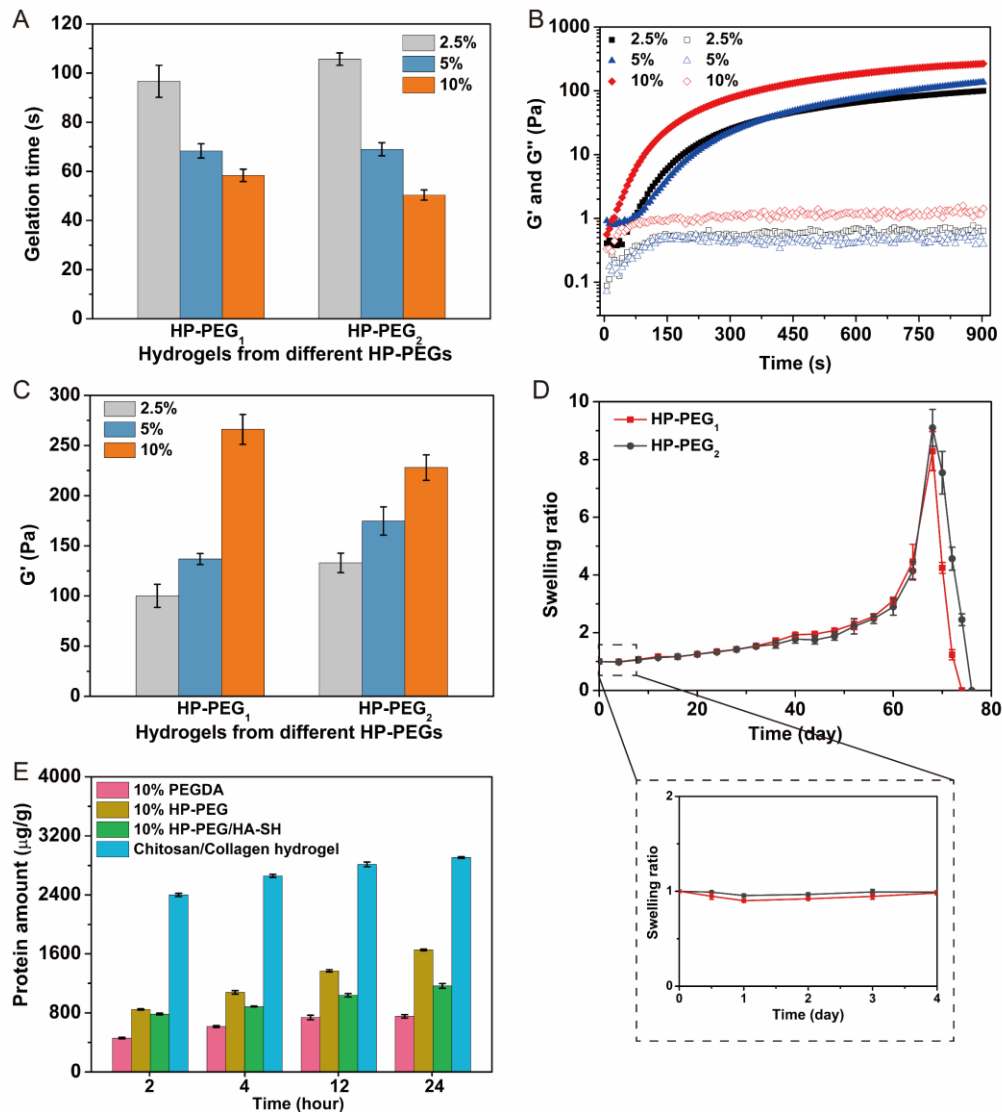 A
120
100
80
60
40
20
0
Gelation time (s)
2.5%
5%
10%
HP-PEG₁
HP-PEG₂
Hydrogels from different HP-PEGs
B
1000
100
10
1
0.1
G' and G'' (Pa)
2.5%
5%
10%
2.5%
5%
10%
0
150
300
450
600
750
900
Time (s)
C
300
250
200
150
100
50
0
G' (Pa)
2.5%
5%
10%
HP-PEG₁
HP-PEG₂
Hydrogels from different HP-PEGs
D
10
8
6
4
2
0
Swelling ratio
HP-PEG₁
HP-PEG₂
0
20
40
60
80
Time (day)
2
1
0
Swelling ratio
0
1
2
3
4
Time (day)
E
4000
3200
2400
1600
800
0
Protein amount (μg/g)
10% PEGDA
10% HP-PEG
10% HP-PEG/HA-SH
Chitosan/Collagen hydrogel
2
4
12
24
Time (hour)